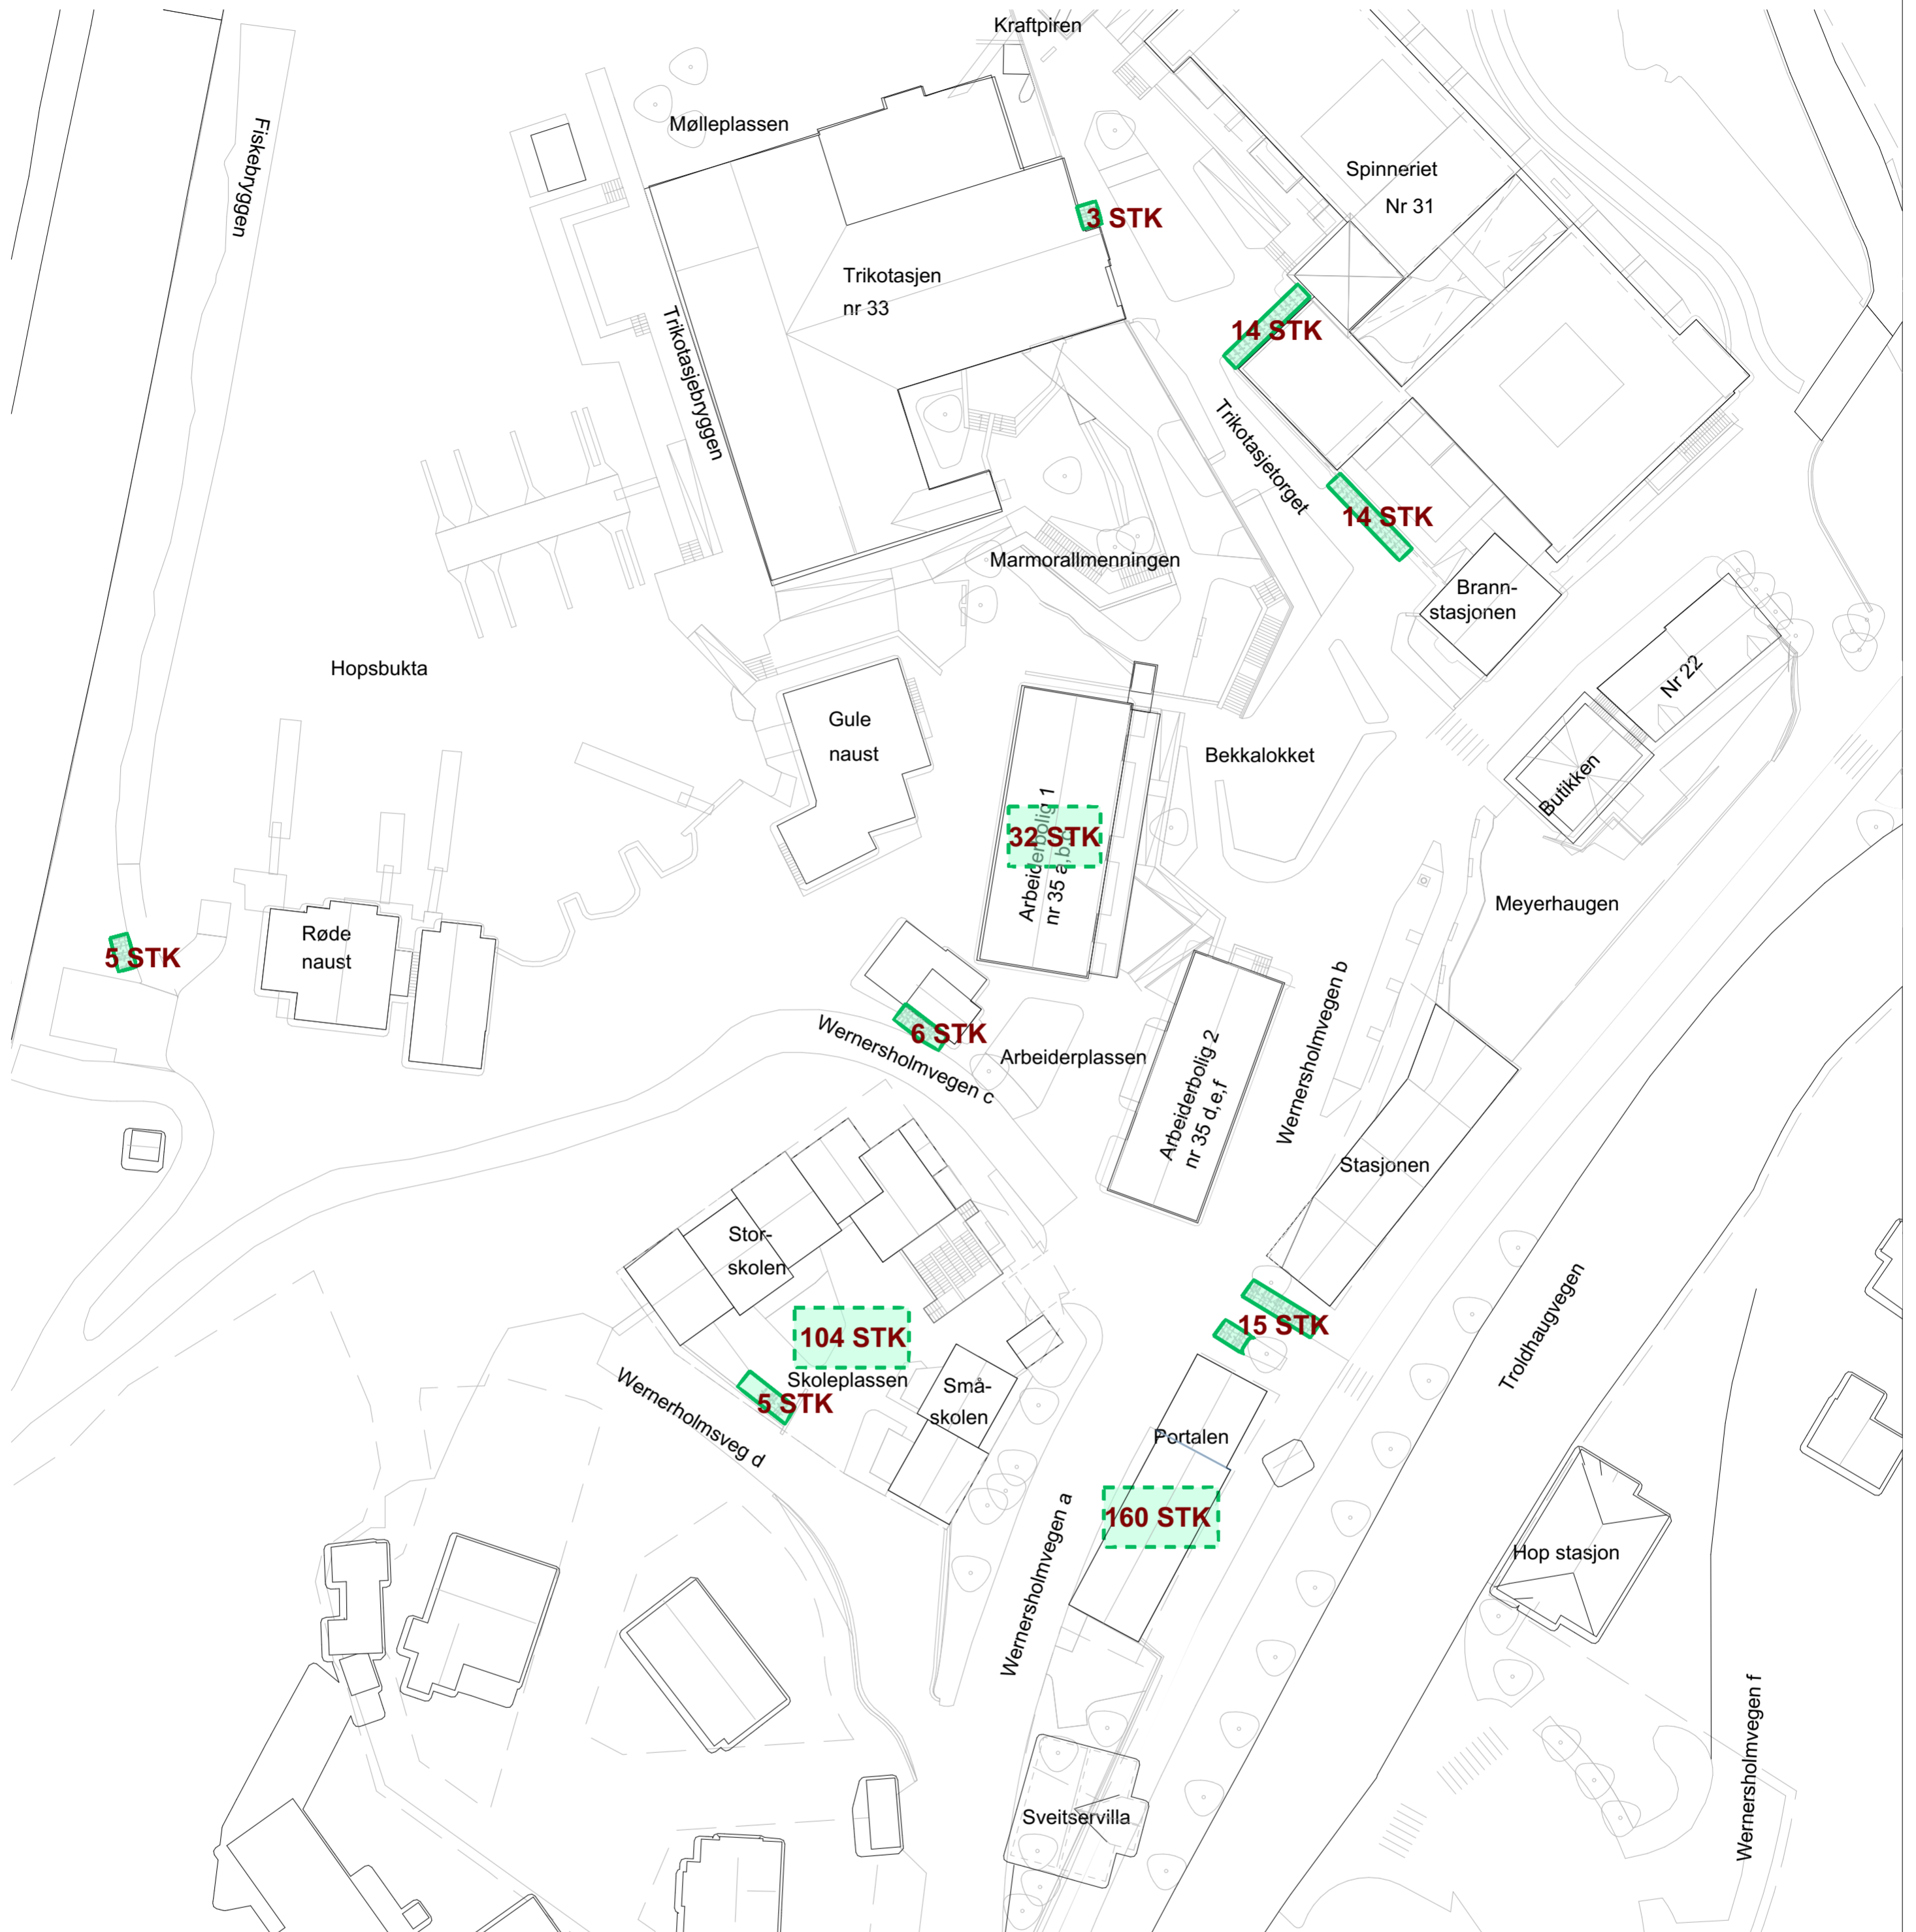 Kraftpiren
Mølleplassen
Fiskebryggen
Spinneriet
Nr 31
3 STK
Trikotasjen
nr 33
14 STK
Trikotasjebryggen
Trikotasjetorget
14 STK
Marmorallmenningen
Brann-
stasjonen
Hopsbukta
Nr 22
Gule
naust
Bekkalokket
Butikken
Arbeiderbolig 1
nr 35 a,b,c
32 STK
Meyerhaugen
Røde
naust
5 STK
6 STK
Wernersholmvegen c
Arbeiderplassen
Wernersholmvegen b
Arbeiderbolig 2
nr 35 d,e,f
Stasjonen
Stor-
skolen
104 STK
15 STK
Troldhaugvegen
Skoleplassen
5 STK
Små-
skolen
Wernerholmsveg d
Portalen
160 STK
Wernersholmvegen a
Hop stasjon
Wernersholmvegen f
Sveitservilla